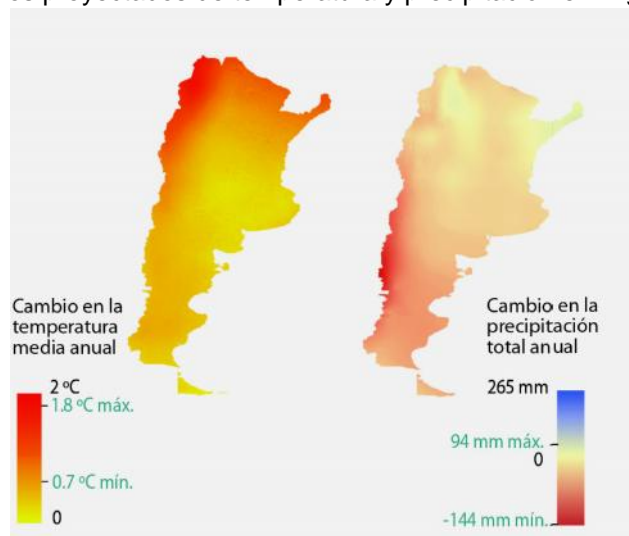 Cambio en la
temperatura
media anual
2 ºC
1.8 ºC máx.
0.7 ºC mín.
0
Cambio en la
precipitación
total anual
265 mm
94 mm máx.
0
-144 mm mín.